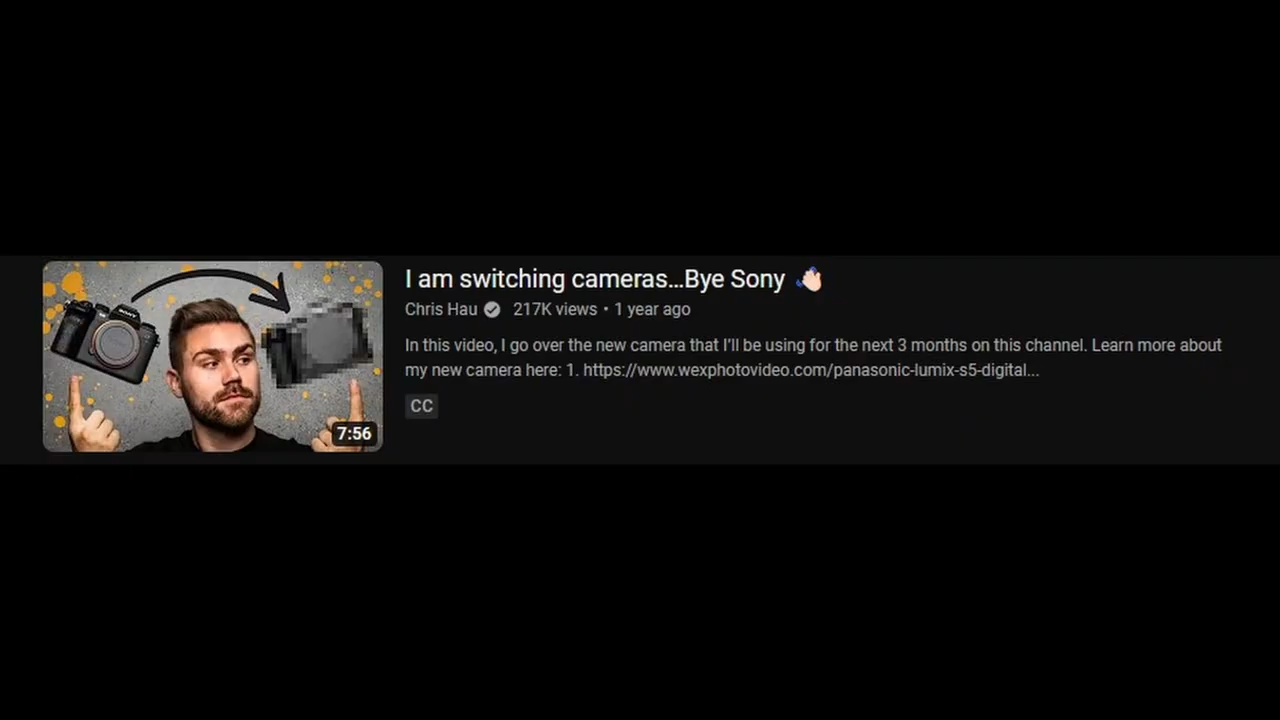 I am switching cameras...Bye Sony 👋🏻
Chris Hau 217K views • 1 year ago
In this video, I go over the new camera that I'll be using for the next 3 months on this channel. Learn more about
my new camera here: 1. https://www.wexphotovideo.com/panasonic-lumix-s5-digital...
CC
SONY
7:56